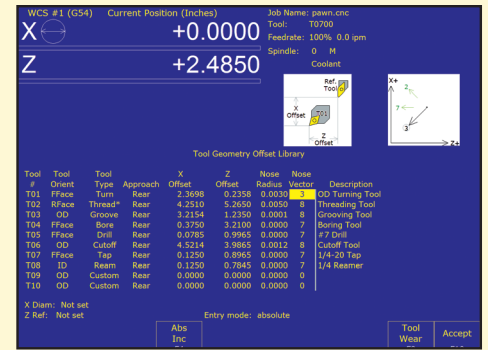 WCS #1 (G54) Current Position (Inches)
X +0.0000
Z +2.4850
Job Name: pawn.cnc
Tool: T0700
Feedrate: 100% 0.0 ipm
Spindle: 0 M
Coolant
Ref. Tool
X Offset
T01
Z Offset
X+
2
7
3
Z+
Tool Geometry Offset Library
Tool Tool Tool X Z Nose Nose
# Orient Type Approach Offset Offset Radius Vector Description
T01 FFace Turn Rear 2.3698 0.2358 0.0030 3 OD Turning Tool
T02 RFace Thread* Rear 4.2510 5.2650 0.0050 8 Threading Tool
T03 OD Groove Rear 3.2154 1.2350 0.0001 8 Grooving Tool
T04 FFace Bore Rear 0.3750 3.2100 0.0000 7 Boring Tool
T05 FFace Drill Rear 0.0785 0.9965 0.0000 7 #7 Drill
T06 OD Cutoff Rear 4.5214 3.9865 0.0012 8 Cutoff Tool
T07 FFace Tap Rear 0.1250 0.8965 0.0000 7 1/4-20 Tap
T08 ID Ream Rear 0.1250 0.7845 0.0000 7 1/4 Reamer
T09 OD Custom Rear 0.0000 0.0000 0.0000 0
T10 OD Custom Rear 0.0000 0.0000 0.0000 0
X Diam: Not set
Z Ref: Not set Entry mode: absolute
Abs Tool
Inc Wear Accept